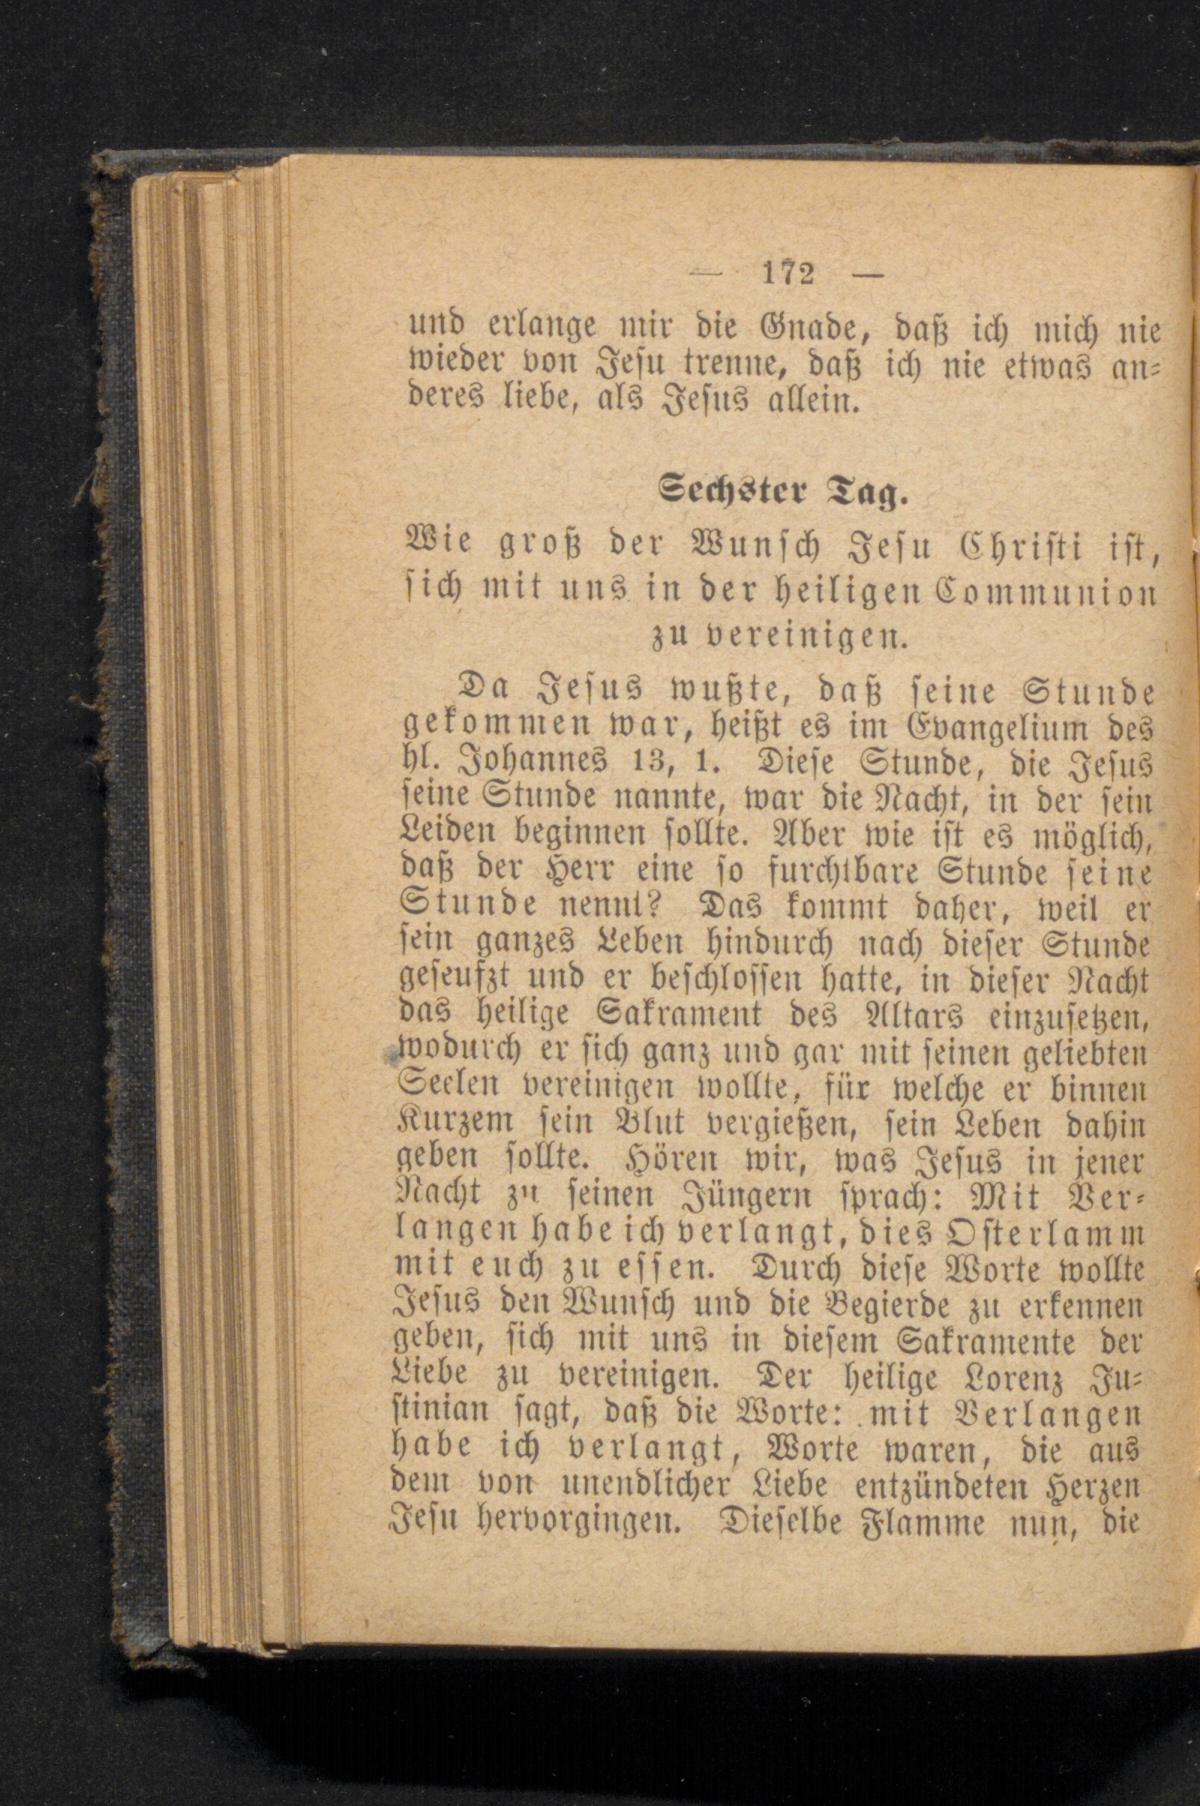 — 172 —
und erlange mir die Gnade, daß ich mich nie
wieder von Jesu trenne, daß ich nie etwas an-
deres liebe, als Jesus allein.
Sechster Tag.
Wie groß der Wunsch Jesu Christi ist,
sich mit uns in der heiligen Communion
zu vereinigen.
Da Jesus wußte, daß seine Stunde
gekommen war, heißt es im Evangelium des
hl. Johannes 13, 1. Diese Stunde, die Jesus
seine Stunde nannte, war die Nacht, in der sein
Leiden beginnen sollte. Aber wie ist es möglich,
daß der Herr eine so furchtbare Stunde seine
Stunde nennt? Das kommt daher, weil er
sein ganzes Leben hindurch nach dieser Stunde
geseufzt und er beschlossen hatte, in dieser Nacht
das heilige Sakrament des Altars einzusetzen,
wodurch er sich ganz und gar mit seinen geliebten
Seelen vereinigen wollte, für welche er binnen
Kurzem sein Blut vergießen, sein Leben dahin
geben sollte. Hören wir, was Jesus in jener
Nacht zu seinen Jüngern sprach: Mit Ver-
langen habe ich verlangt, dies Osterlamm
mit euch zu essen. Durch diese Worte wollte
Jesus den Wunsch und die Begierde zu erkennen
geben, sich mit uns in diesem Sakramente der
Liebe zu vereinigen. Der heilige Lorenz Ju-
stinian sagt, daß die Worte: mit Verlangen
habe ich verlangt, Worte waren, die aus
dem von unendlicher Liebe entzündeten Herzen
Jesu hervorgingen. Dieselbe Flamme nun, die